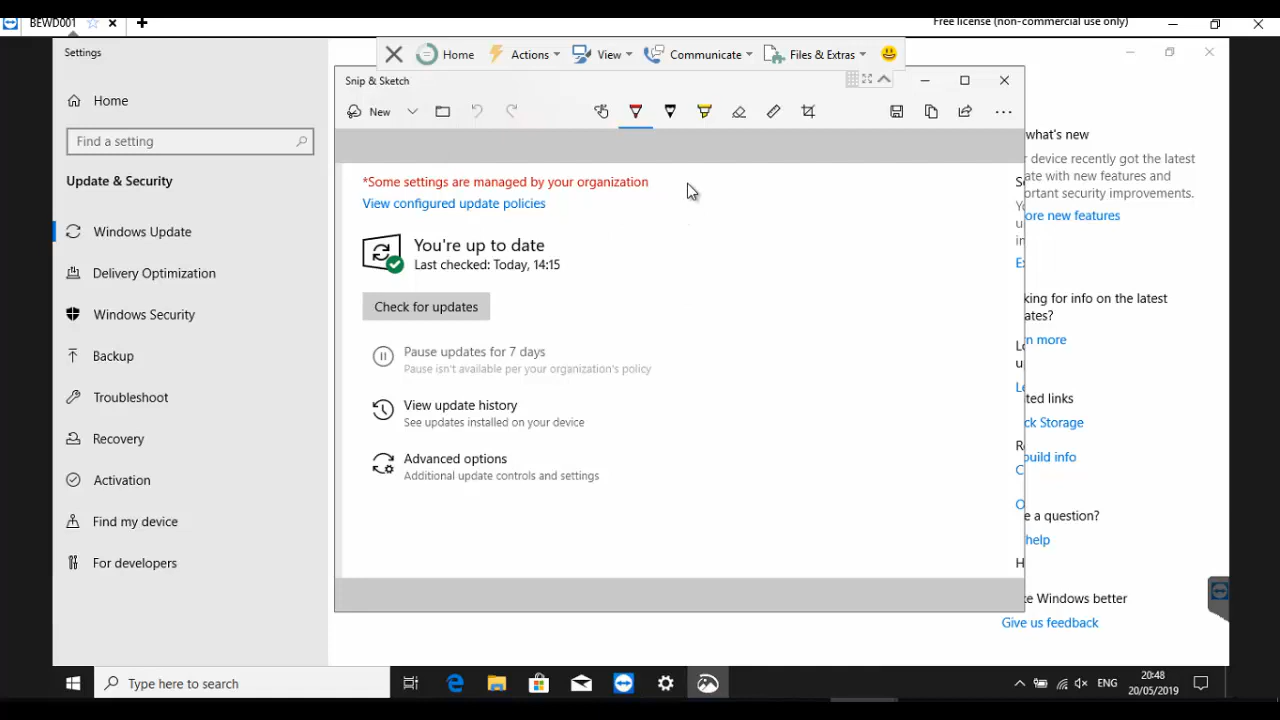 BEWD001
Free license (non-commercial use only)
Settings
Home
Actions
View
Communicate
Files & Extras
Snip & Sketch
New
Home
Find a setting
Update & Security
Windows Update
Delivery Optimization
Windows Security
Backup
Troubleshoot
Recovery
Activation
Find my device
For developers
*Some settings are managed by your organization
View configured update policies
You're up to date
Last checked: Today, 14:15
Check for updates
Pause updates for 7 days
Pause isn't available per your organization's policy
View update history
See updates installed on your device
Advanced options
Additional update controls and settings
what's new
device recently got the latest
ate with new features and
ortant security improvements.
ore new features
king for info on the latest
ates?
n more
ted links
ck Storage
build info
e a question?
help
e Windows better
Give us feedback
Type here to search
ENG
20:48
20/05/2019